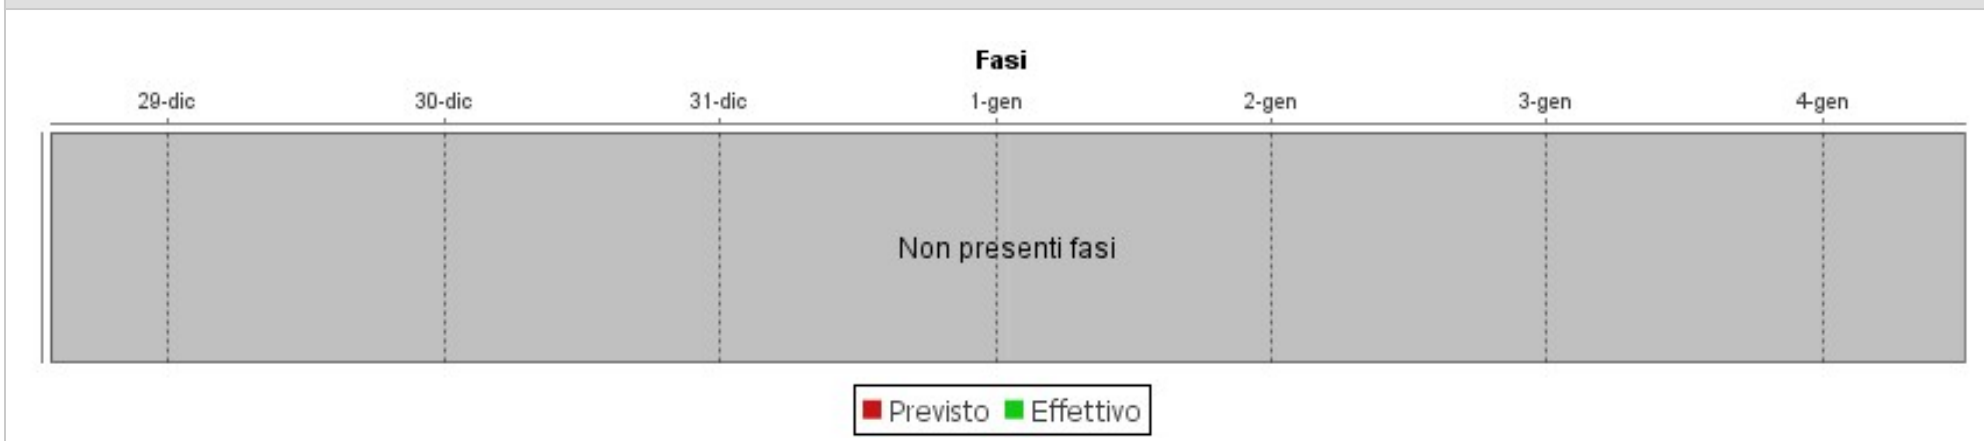 Fasi
29-dic 30-dic 31-dic 1-gen 2-gen 3-gen 4-gen
Non presenti fasi
Previsto Effettivo